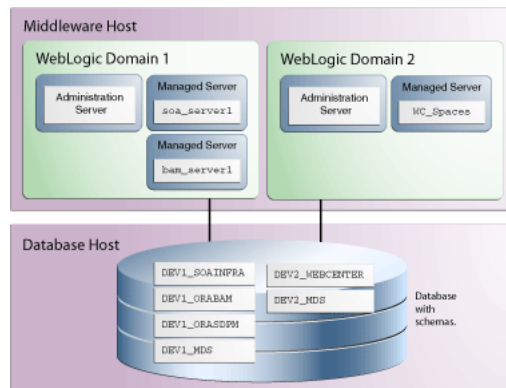 Middleware Host
WebLogic Domain 1
Administration
Server
Managed Server
soa_server1
Managed Server
bam_server1
WebLogic Domain 2
Administration
Server
Managed Server
WC_Spaces
Database Host
DEV1_SOAINFRA
DEV1_ORABAM
DEV1_ORASDPM
DEV1_MDS
DEV2_WEBCENTER
DEV2_MDS
Database
with
schemas.